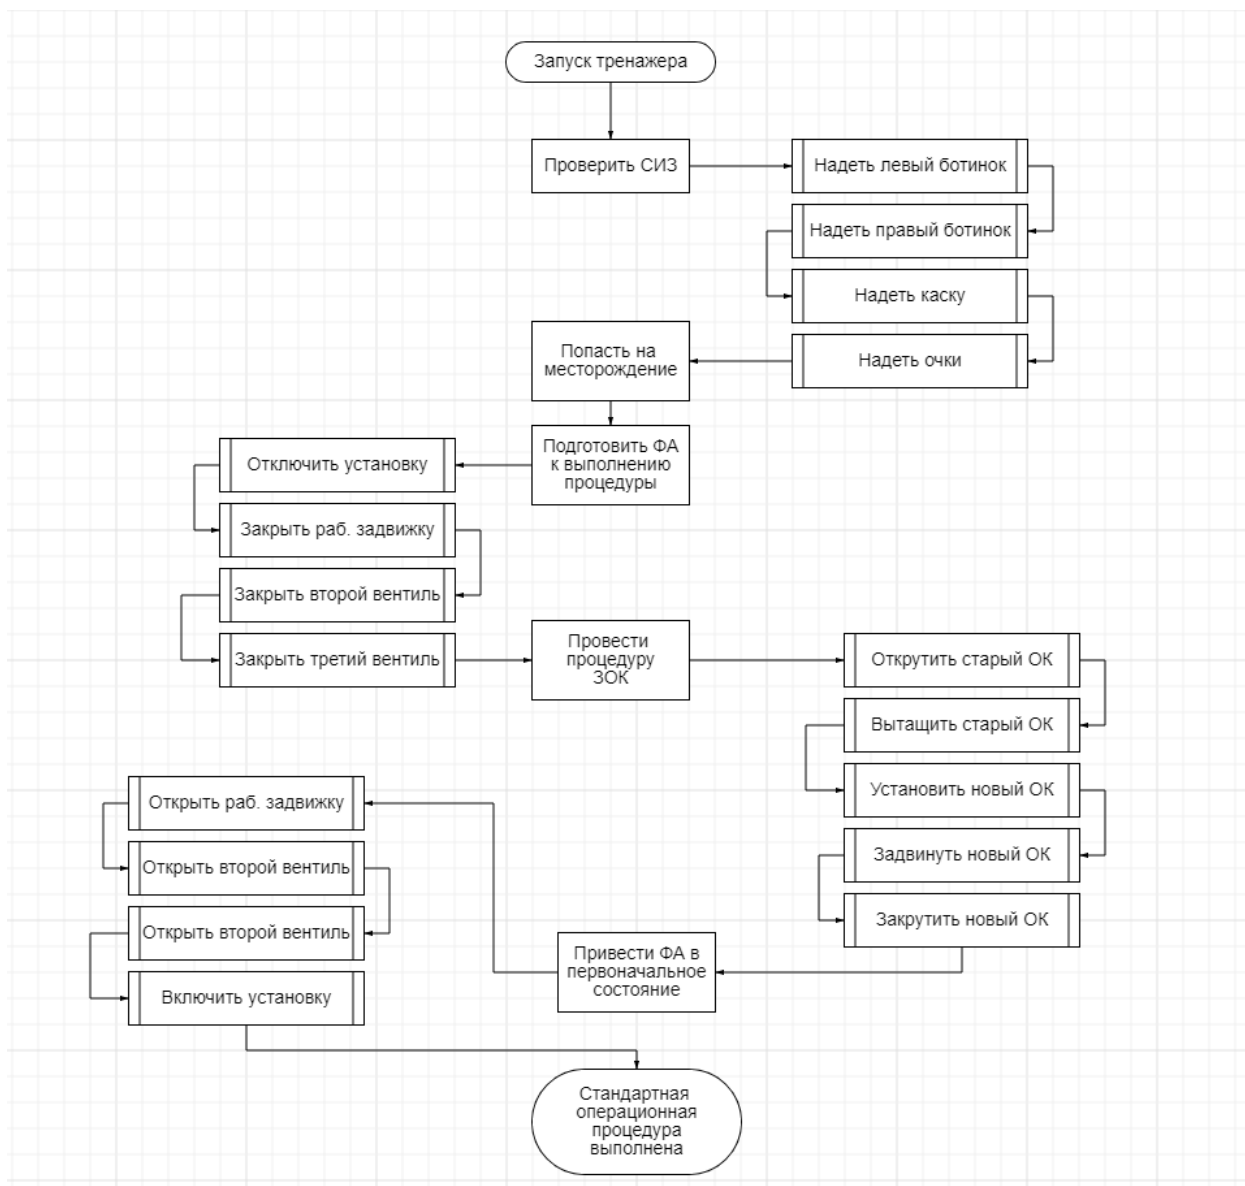 Запуск тренажера
Проверить СИЗ
Надеть левый ботинок
Надеть правый ботинок
Надеть каску
Надеть очки
Попасть на
месторождение
Подготовить ФА
к выполнению
процедуры
Отключить установку
Закрыть раб. задвижку
Закрыть второй вентиль
Закрыть третий вентиль
Провести
процедуру
ЗОК
Открутить старый ОК
Вытащить старый ОК
Установить новый ОК
Задвинуть новый ОК
Закрутить новый ОК
Привести ФА в
первоначальное
состояние
Открыть раб. задвижку
Открыть второй вентиль
Открыть второй вентиль
Включить установку
Стандартная
операционная
процедура
выполнена